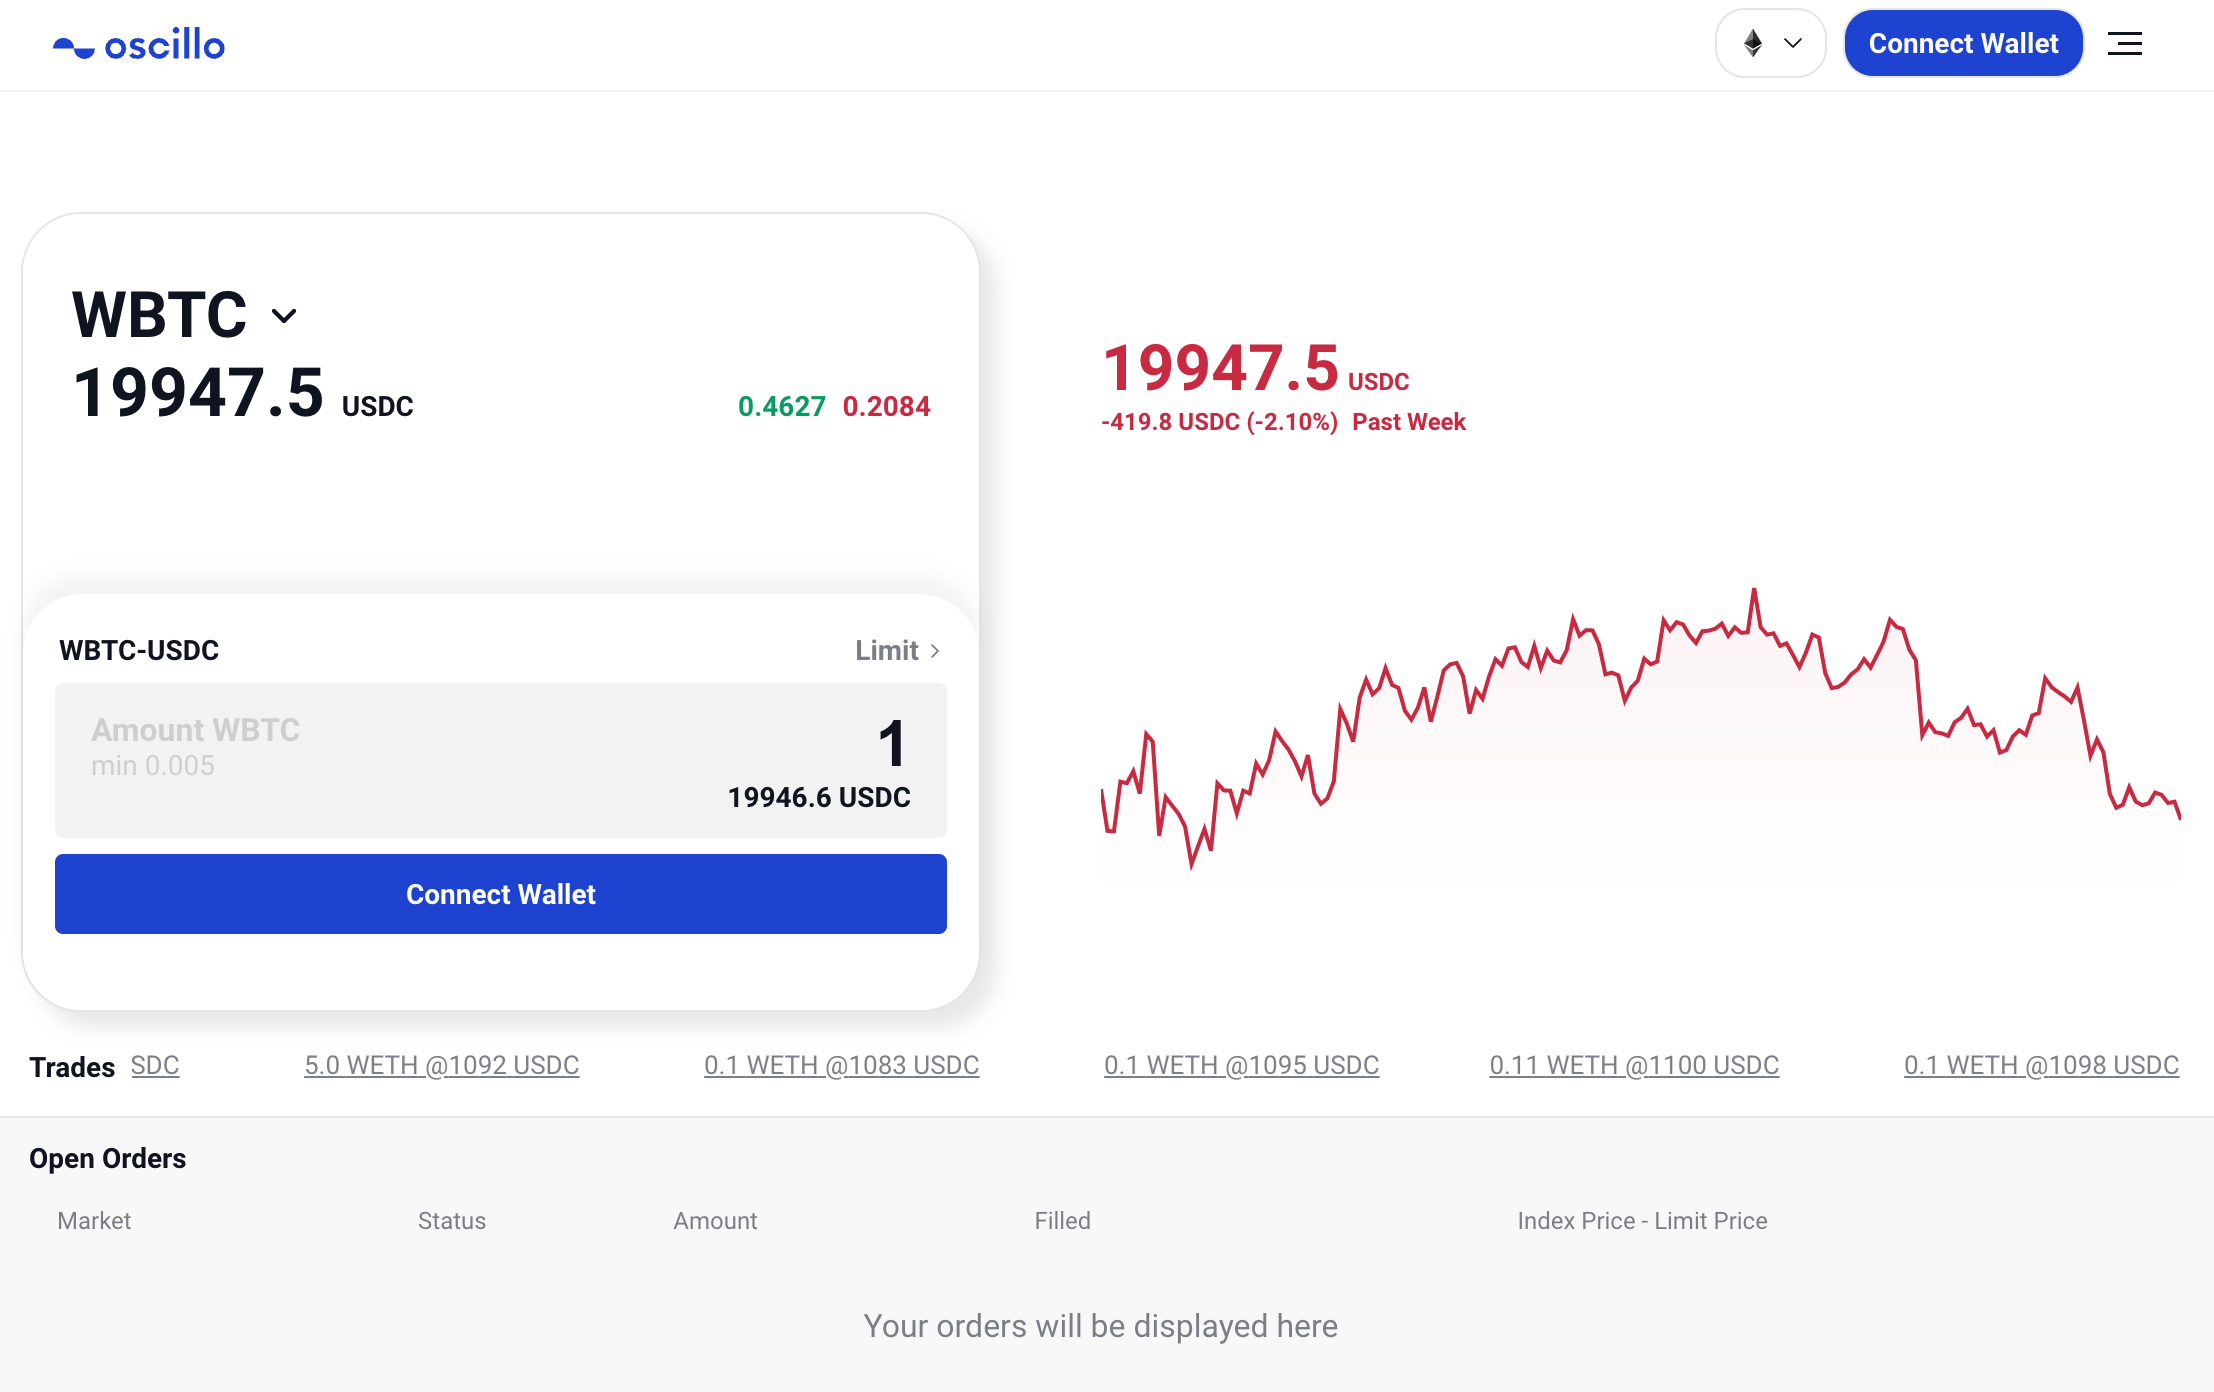 oscillo
Connect Wallet
WBTC
19947.5 USDC
0.4627 0.2084
19947.5 USDC
-419.8 USDC (-2.10%) Past Week
WBTC-USDC
Limit
Amount WBTC
min 0.005
1
19946.6 USDC
Connect Wallet
Trades SDC 5.0 WETH @1092 USDC 0.1 WETH @1083 USDC 0.1 WETH @1095 USDC 0.11 WETH @1100 USDC 0.1 WETH @1098 USDC
Open Orders
Market Status Amount Filled Index Price - Limit Price
Your orders will be displayed here